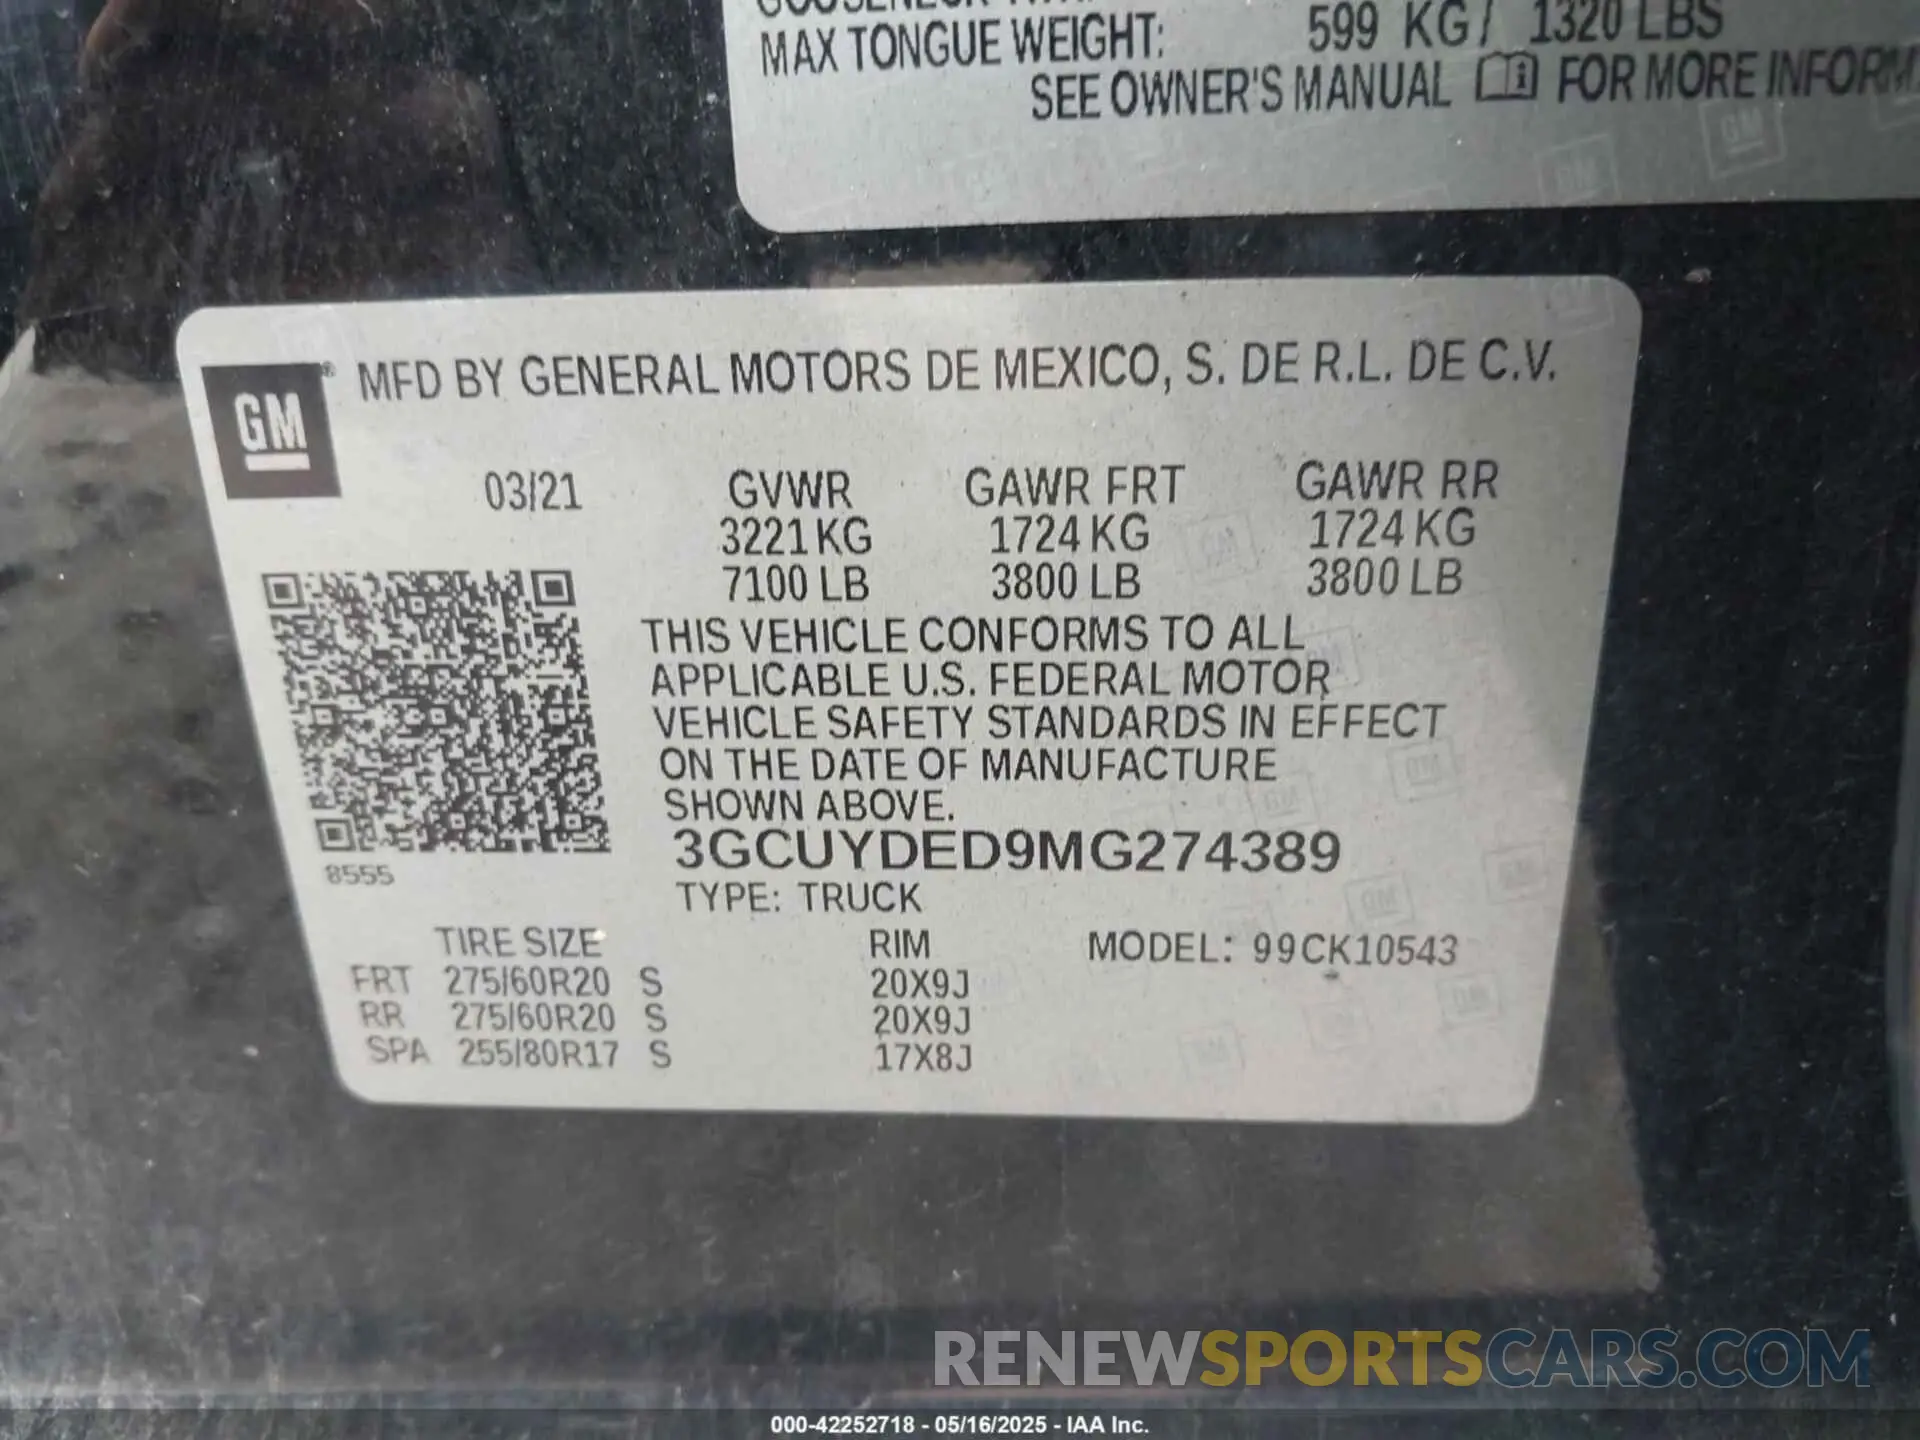 MAX TONGUE WEIGHT: 599 KG / 1320 LBS
SEE OWNER'S MANUAL FOR MORE
GM ® MFD BY GENERAL MOTORS DE MEXICO, S. DE R.L. DE C.V.
03/21 GVWR GAWR FRT GAWR RR
3221 KG 1724 KG 1724 KG
7100 LB 3800 LB 3800 LB
THIS VEHICLE CONFORMS TO ALL
APPLICABLE U.S. FEDERAL MOTOR
VEHICLE SAFETY STANDARDS IN EFFECT
ON THE DATE OF MANUFACTURE
SHOWN ABOVE.
3GCUYDED9MG274389
8555
TYPE: TRUCK
TIRE SIZE RIM MODEL: 99CK10543
FRT 275/60R20 S 20X9J
RR 275/60R20 S 20X9J
SPA 255/80R17 S 17X8J
RENEWSPORTSCARS.COM
000-42252718 - 05/16/2025 - IAA Inc.